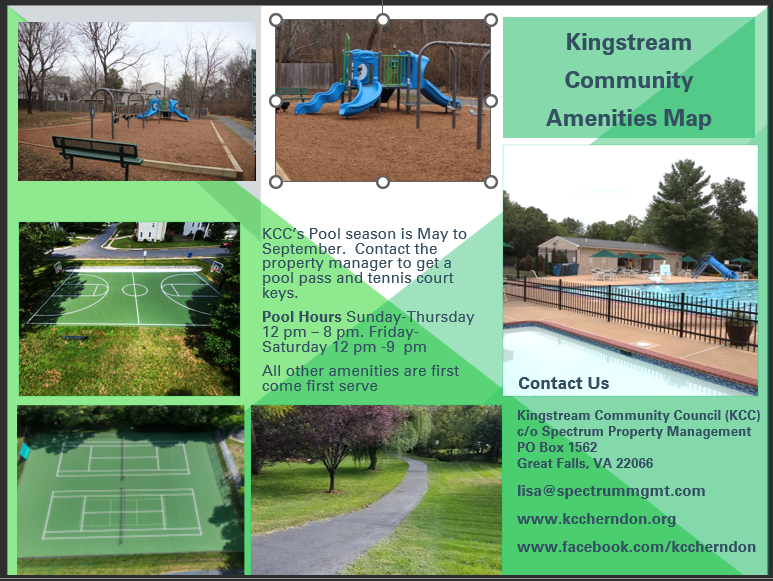 Kingstream
Community
Amenities Map
KCC's Pool season is May to
September.  Contact the
property manager to get a
pool pass and tennis court
keys.
Pool Hours Sunday-Thursday
12 pm – 8 pm. Friday-
Saturday 12 pm -9  pm
All other amenities are first
come first serve
Contact Us
Kingstream Community Council (KCC)
c/o Spectrum Property Management
PO Box 1562
Great Falls, VA 22066
lisa@spectrummgmt.com
www.kccherndon.org
www.facebook.com/kccherndon